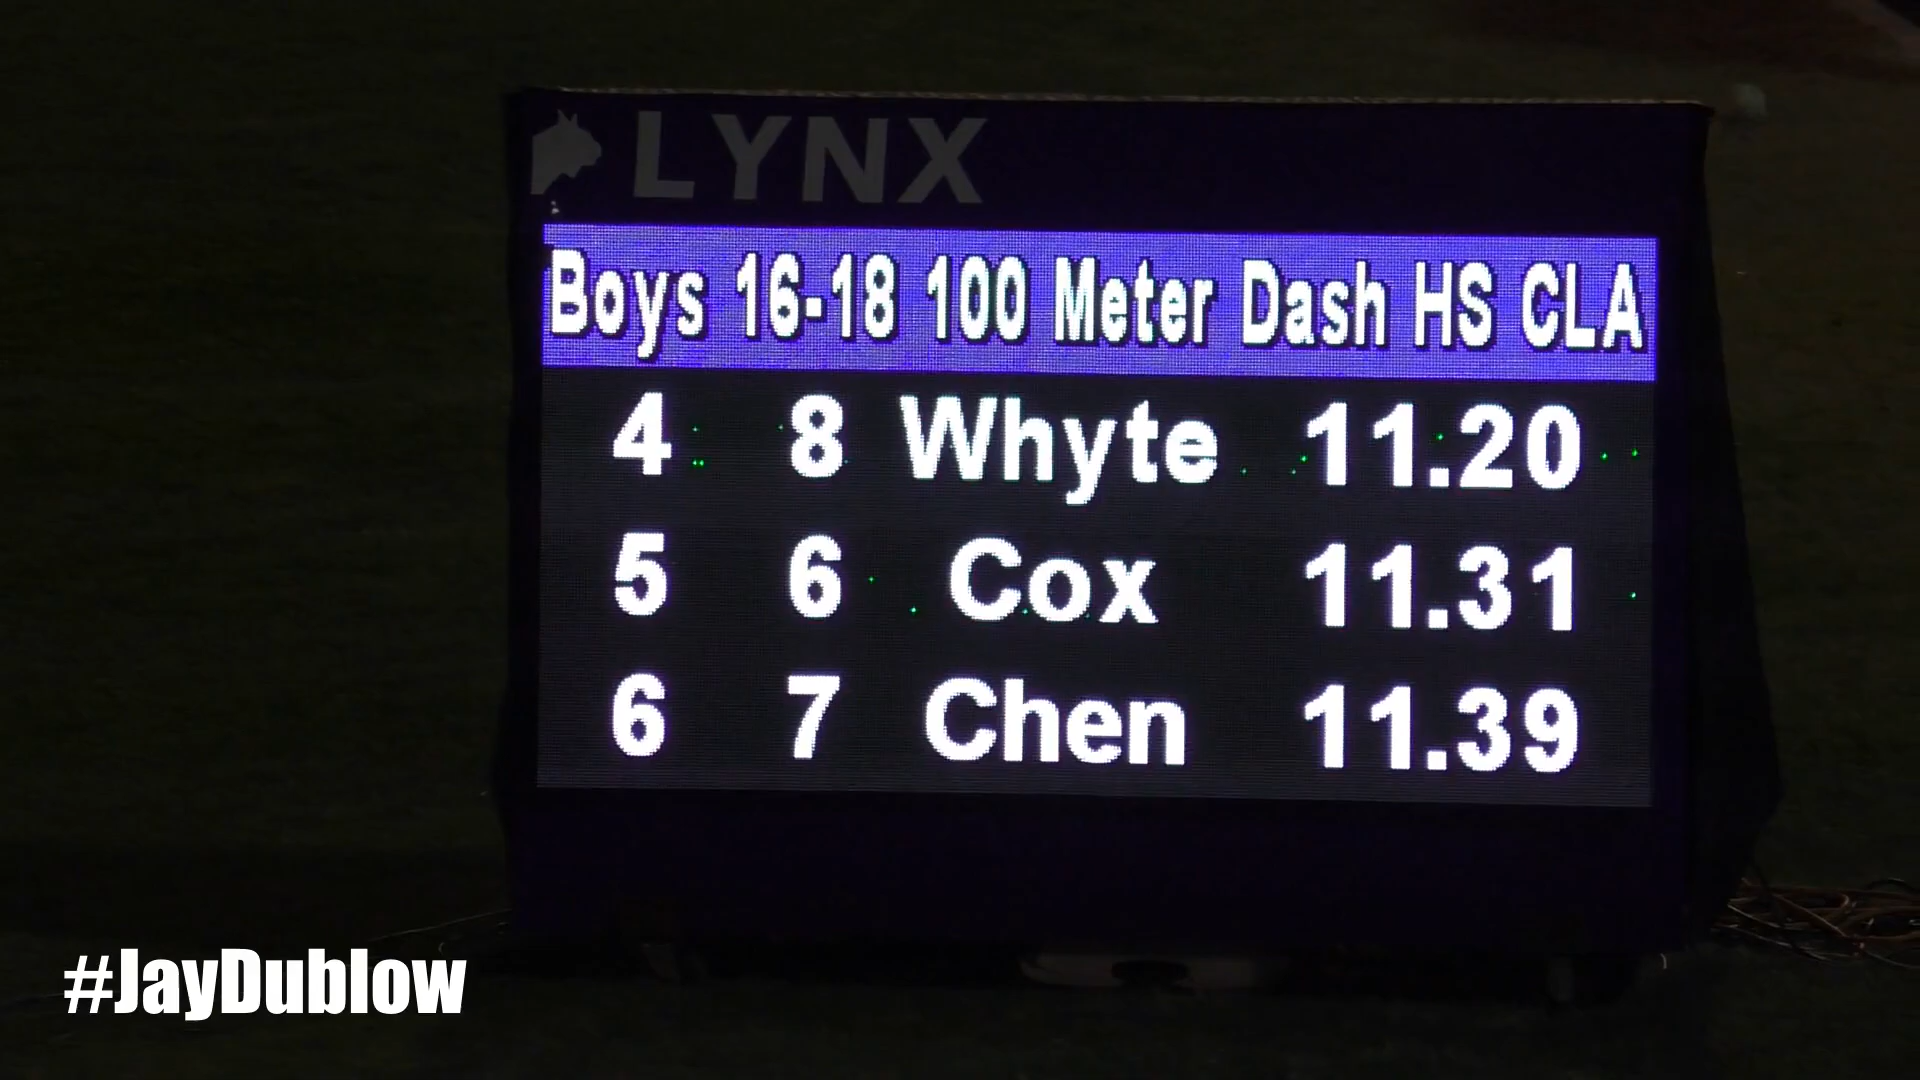 LYNX
Boys 16-18 100 Meter Dash HS CLA
4 8 Whyte 11.20
5 6 Cox 11.31
6 7 Chen 11.39
#JayDublow